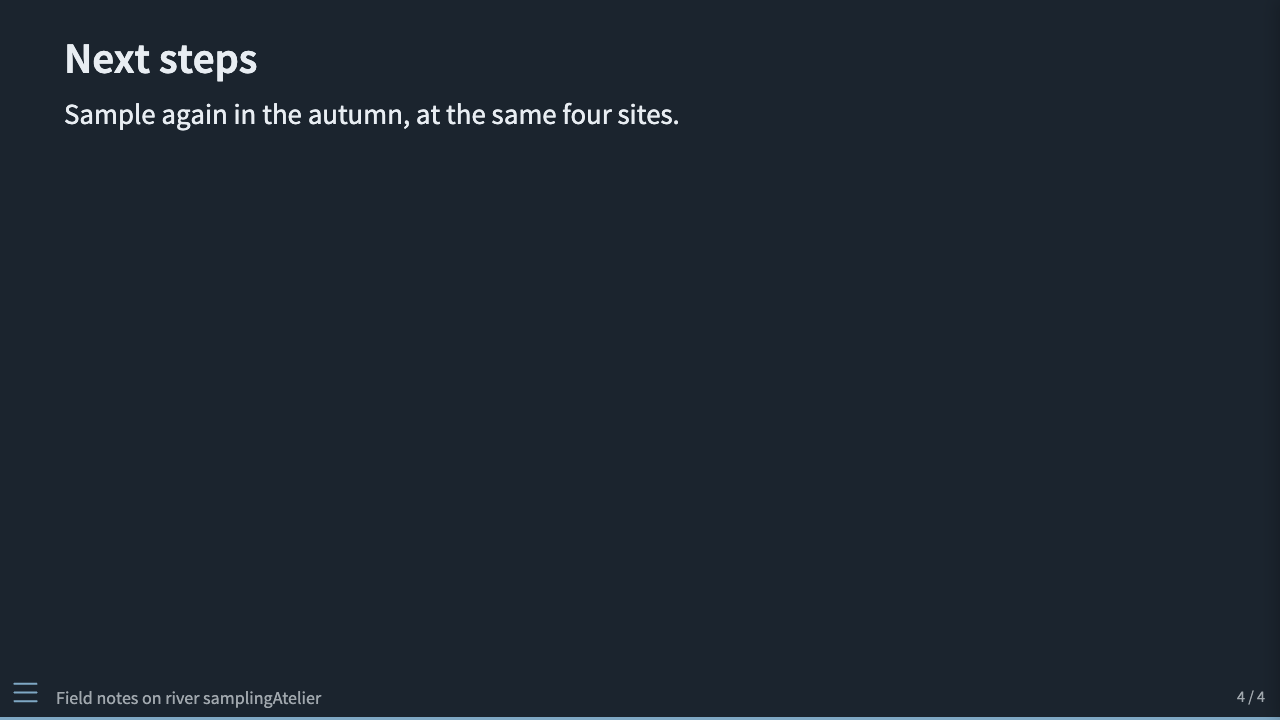 Next steps
Sample again in the autumn, at the same four sites.
Field notes on river samplingAtelier
4 / 4